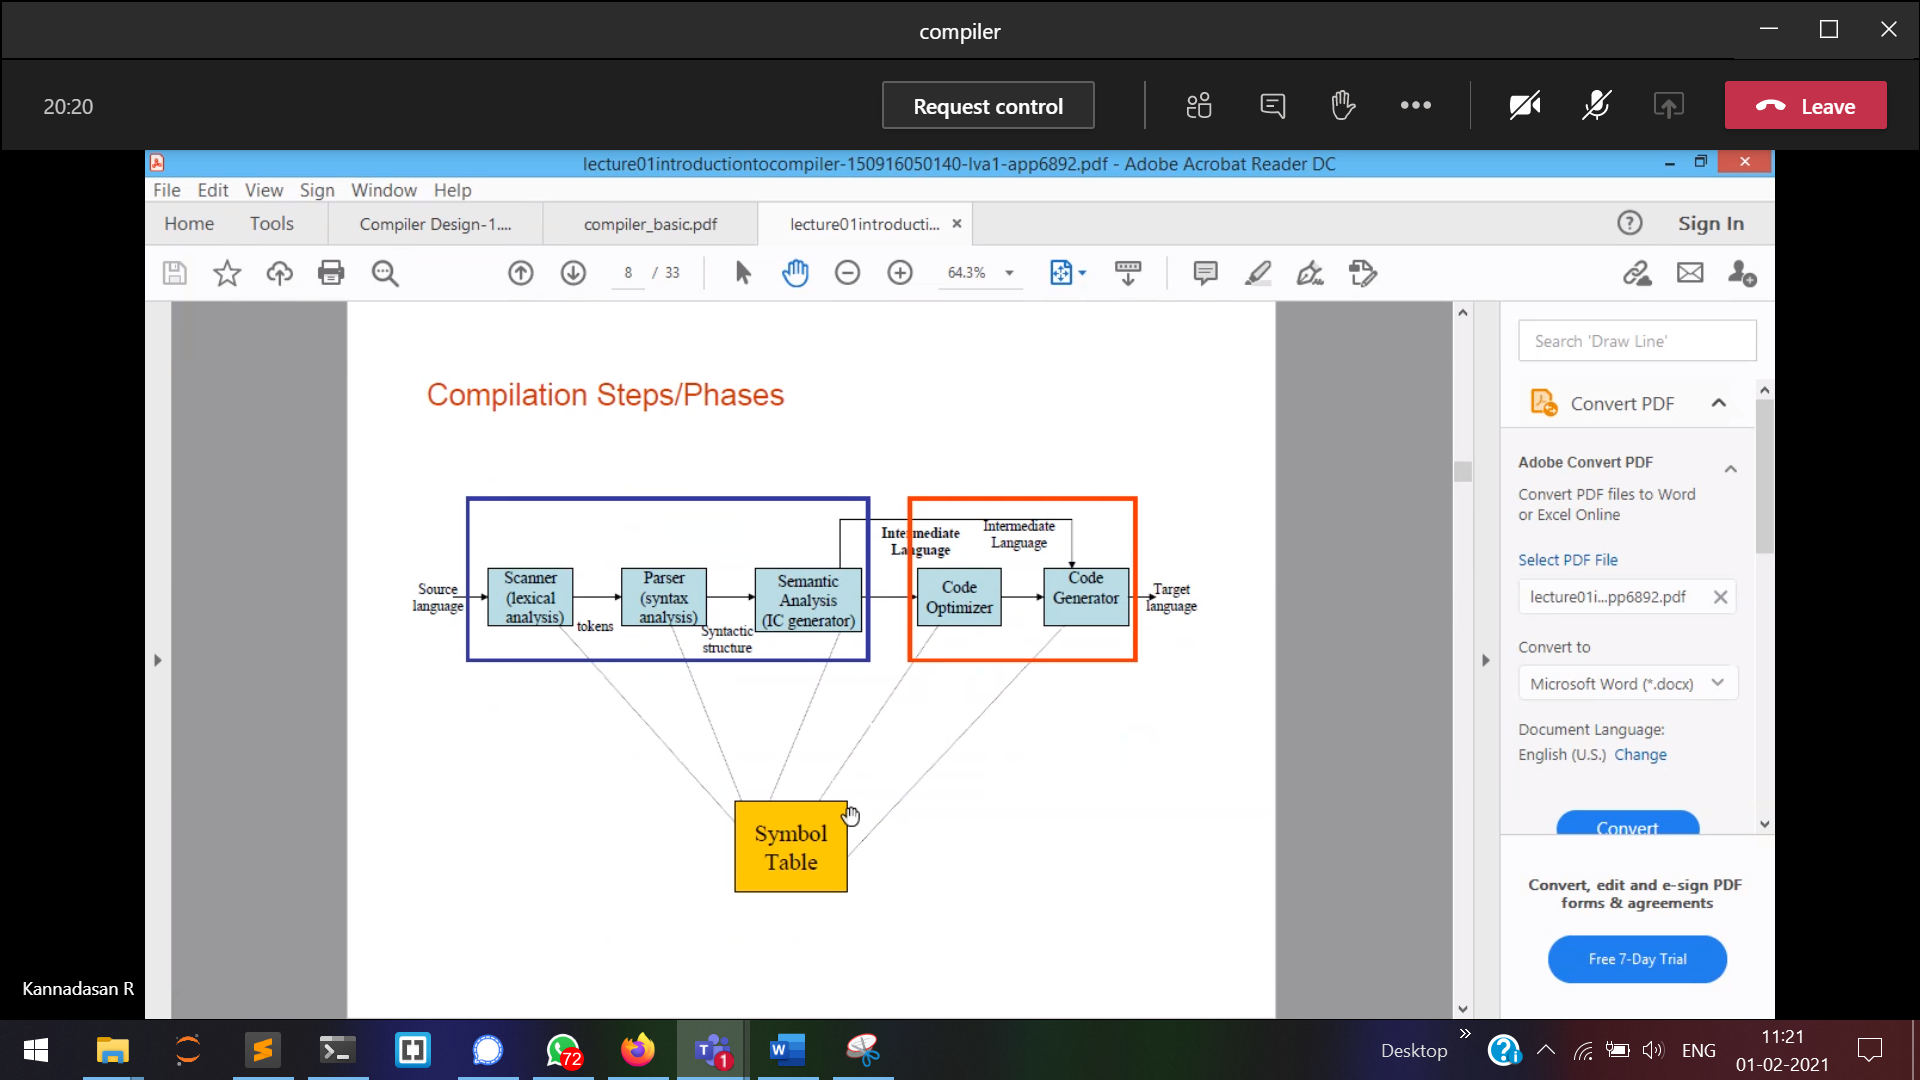 compiler
20:20
Request control
Leave
lecture01introductiontocompiler-150916050140-lva1-app6892.pdf - Adobe Acrobat Reader DC
File Edit View Sign Window Help
Home Tools Compiler Design-1.... compiler_basic.pdf lecture01introducti... Sign In
8 / 33 64.3%
Search 'Draw Line'
Convert PDF
Adobe Convert PDF
Convert PDF files to Word
or Excel Online
Select PDF File
lecture01i...pp6892.pdf
Convert to
Microsoft Word (*.docx)
Document Language:
English (U.S.) Change
Convert
Convert, edit and e-sign PDF
forms & agreements
Free 7-Day Trial
Compilation Steps/Phases
Source
language
Scanner
(lexical
analysis)
tokens
Parser
(syntax
analysis)
Syntactic
structure
Semantic
Analysis
(IC generator)
Intermediate
Language
Intermediate
Language
Code
Optimizer
Code
Generator
Target
language
Symbol
Table
Kannadasan R
72
1
Desktop
ENG
11:21
01-02-2021